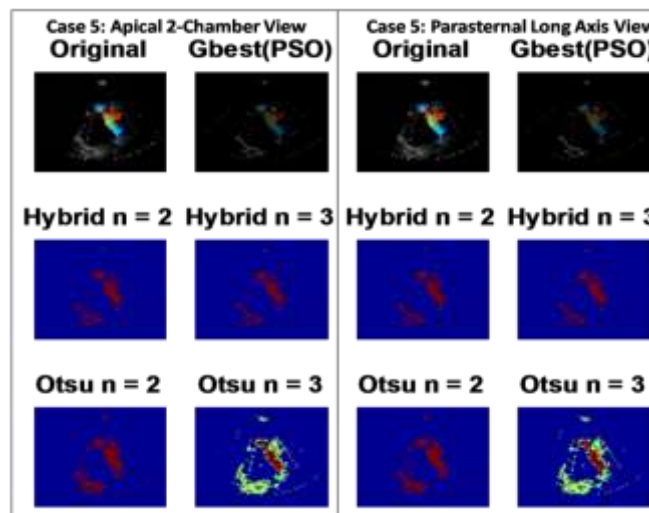 Case 5: Apical 2-Chamber View
Original Gbest(PSO)
Hybrid n = 2 Hybrid n = 3
Otsu n = 2 Otsu n = 3
Case 5: Parasternal Long Axis View
Original Gbest(PSO)
Hybrid n = 2 Hybrid n = 3
Otsu n = 2 Otsu n = 3